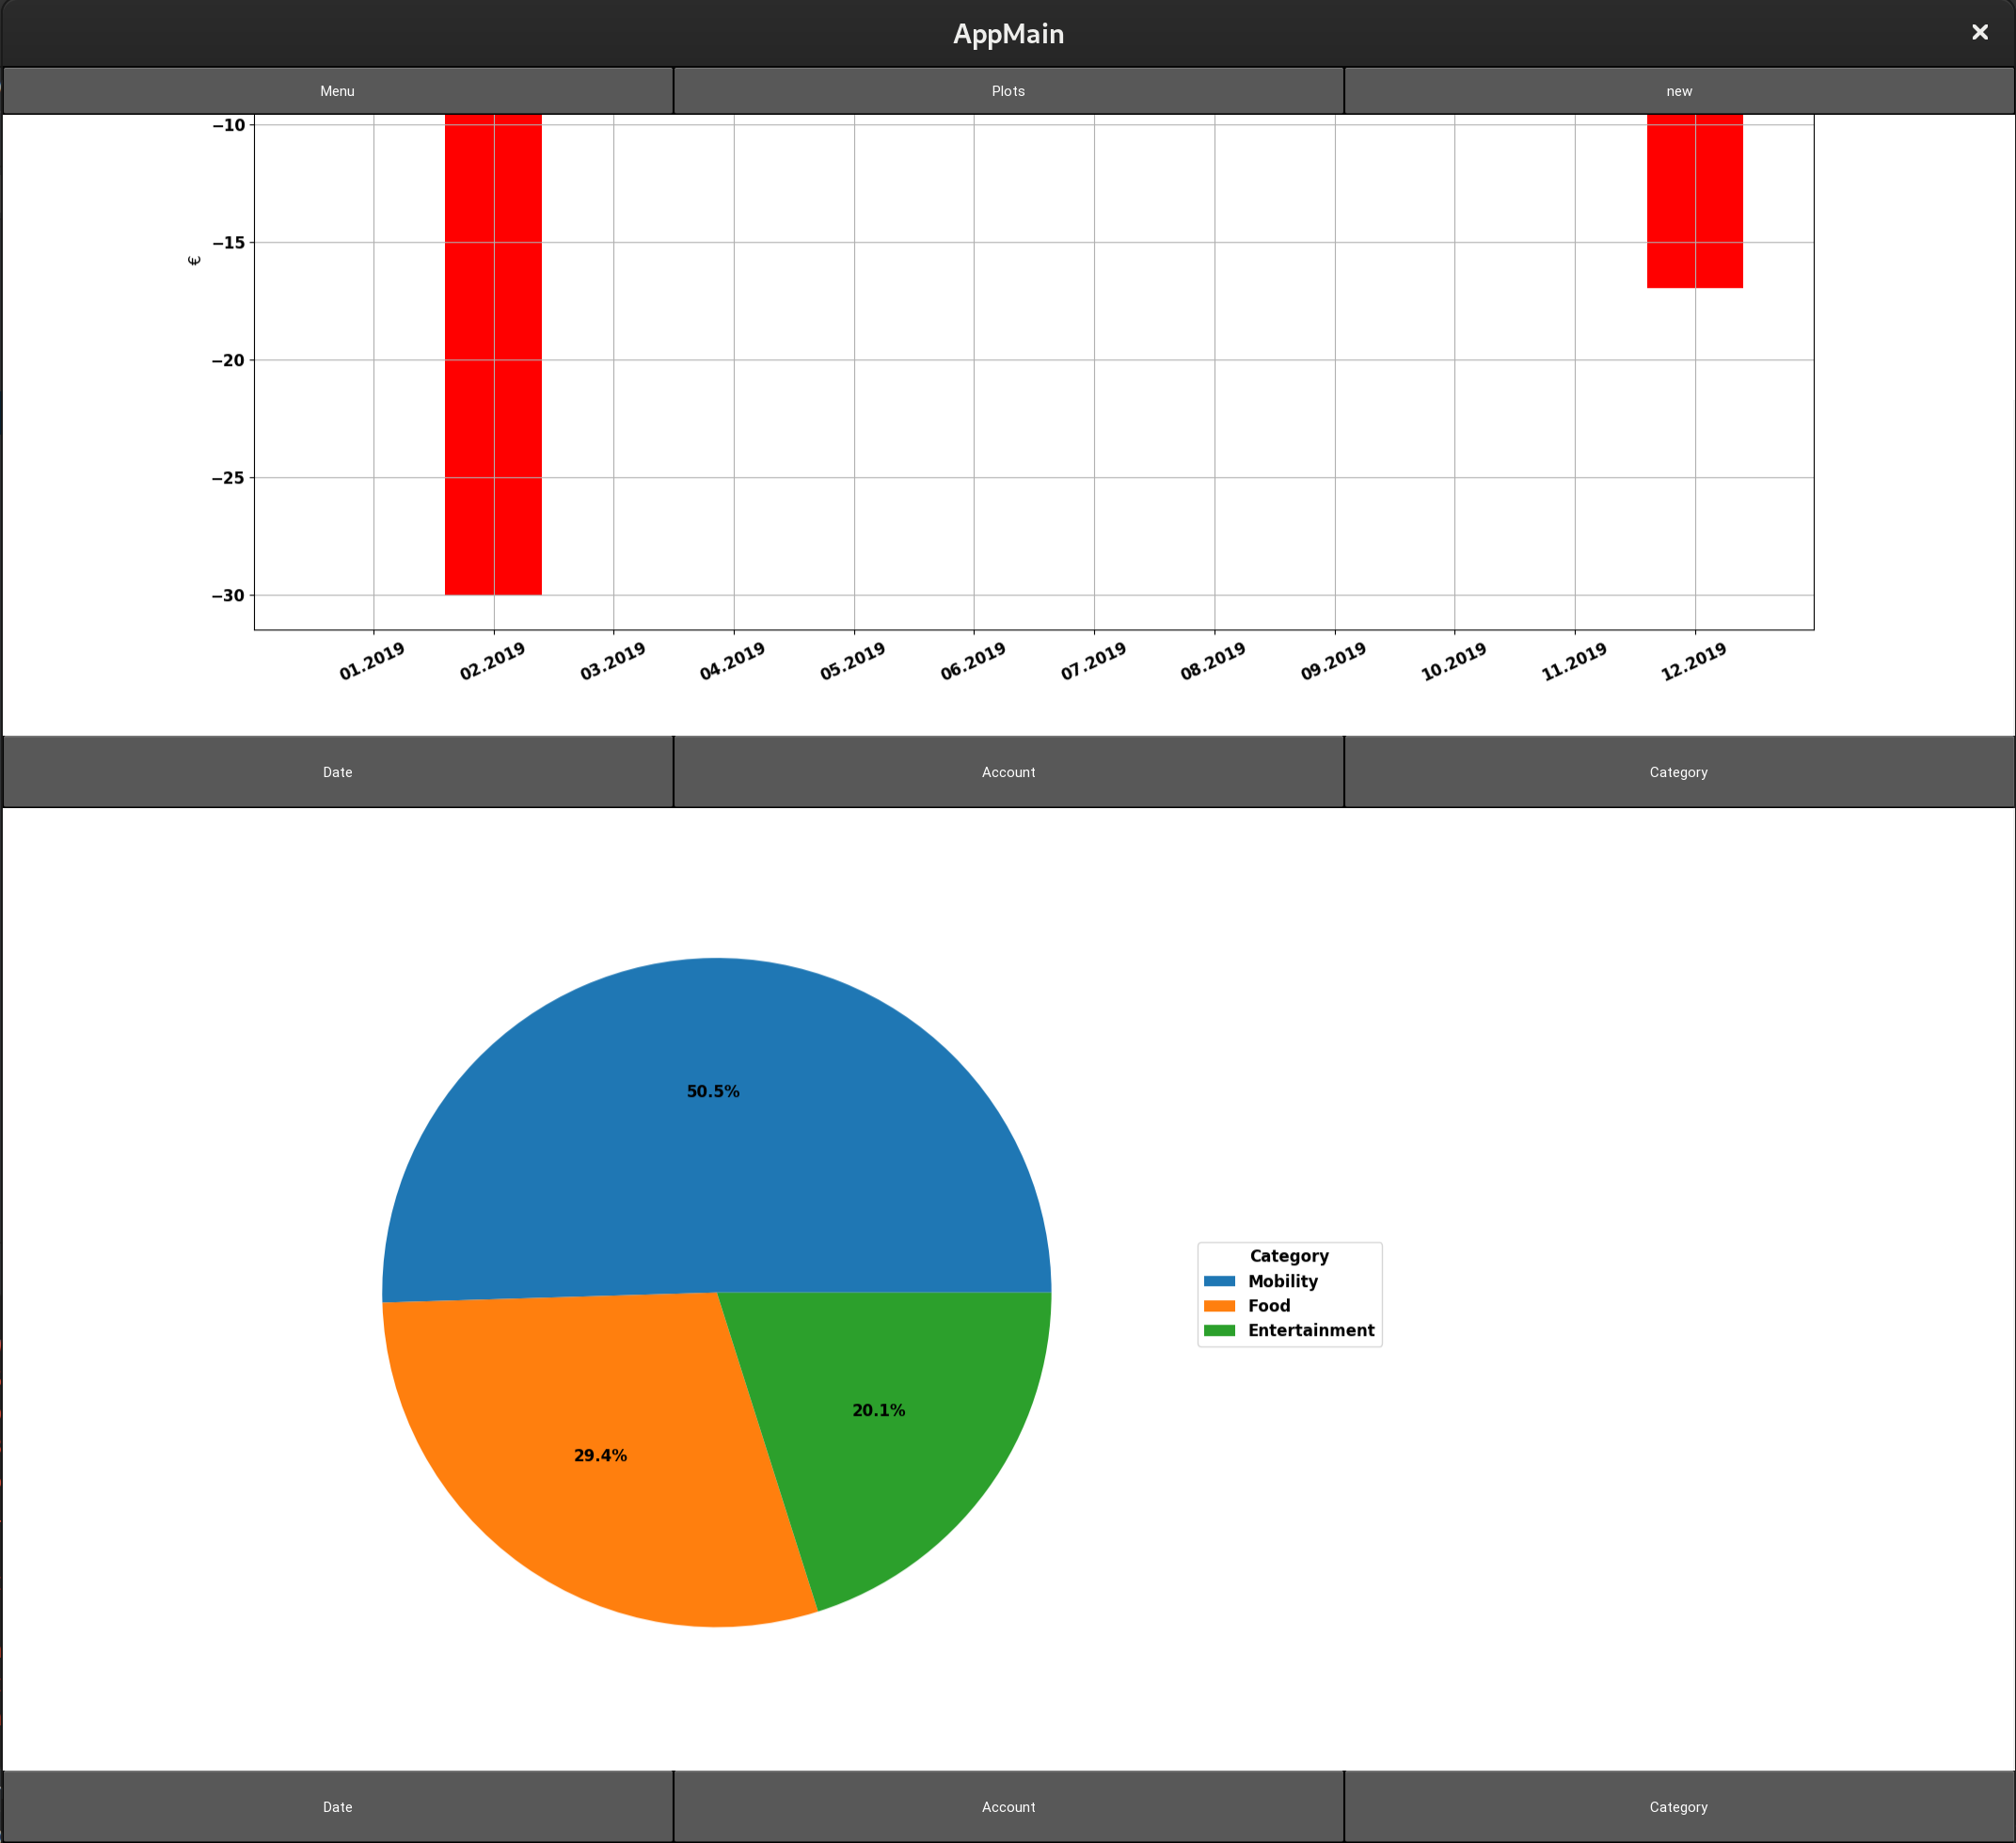 AppMain
Menu Plots new
−10
−15
€
−20
−25
−30
01.2019 02.2019 03.2019 04.2019 05.2019 06.2019 07.2019 08.2019 09.2019 10.2019 11.2019 12.2019
Date Account Category
50.5%
Category
Mobility
Food
Entertainment
20.1%
29.4%
Date Account Category